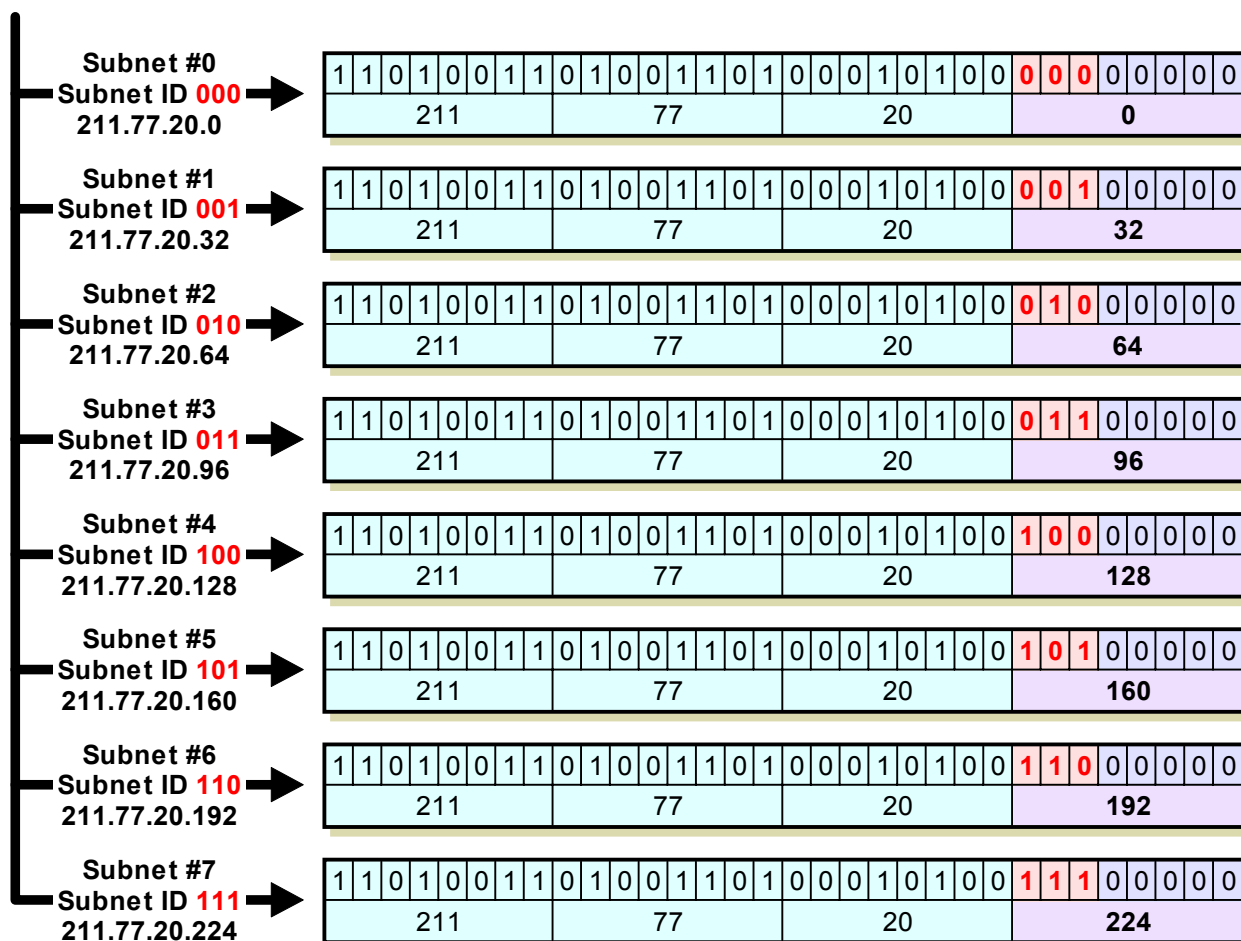 Subnet #0
Subnet ID 000
211.77.20.0
1 1 0 1 0 0 1 1 0 1 0 0 1 1 0 1 0 0 0 1 0 1 0 0 0 0 0 0 0 0 0 0
211 77 20 0
Subnet #1
Subnet ID 001
211.77.20.32
1 1 0 1 0 0 1 1 0 1 0 0 1 1 0 1 0 0 0 1 0 1 0 0 0 0 1 0 0 0 0 0
211 77 20 32
Subnet #2
Subnet ID 010
211.77.20.64
1 1 0 1 0 0 1 1 0 1 0 0 1 1 0 1 0 0 0 1 0 1 0 0 0 1 0 0 0 0 0 0
211 77 20 64
Subnet #3
Subnet ID 011
211.77.20.96
1 1 0 1 0 0 1 1 0 1 0 0 1 1 0 1 0 0 0 1 0 1 0 0 0 1 1 0 0 0 0 0
211 77 20 96
Subnet #4
Subnet ID 100
211.77.20.128
1 1 0 1 0 0 1 1 0 1 0 0 1 1 0 1 0 0 0 1 0 1 0 0 1 0 0 0 0 0 0 0
211 77 20 128
Subnet #5
Subnet ID 101
211.77.20.160
1 1 0 1 0 0 1 1 0 1 0 0 1 1 0 1 0 0 0 1 0 1 0 0 1 0 1 0 0 0 0 0
211 77 20 160
Subnet #6
Subnet ID 110
211.77.20.192
1 1 0 1 0 0 1 1 0 1 0 0 1 1 0 1 0 0 0 1 0 1 0 0 1 1 0 0 0 0 0 0
211 77 20 192
Subnet #7
Subnet ID 111
211.77.20.224
1 1 0 1 0 0 1 1 0 1 0 0 1 1 0 1 0 0 0 1 0 1 0 0 1 1 1 0 0 0 0 0
211 77 20 224